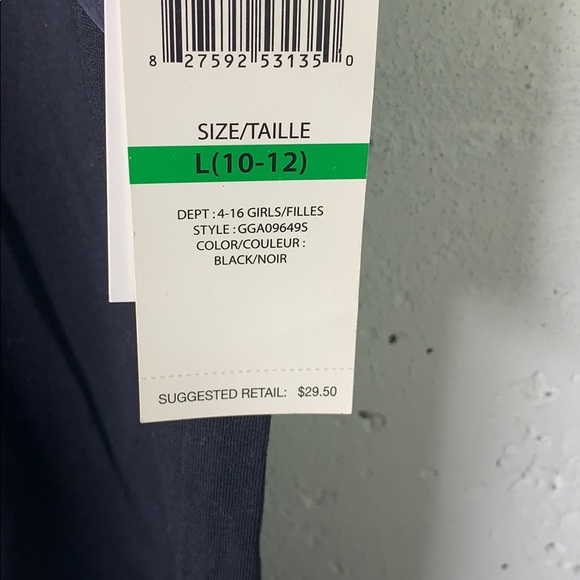 8 27592 53135 0
SIZE/TAILLE
L(10-12)
DEPT : 4-16 GIRLS/FILLES
STYLE : GGA09649S
COLOR/COULEUR :
BLACK/NOIR
SUGGESTED RETAIL: $29.50